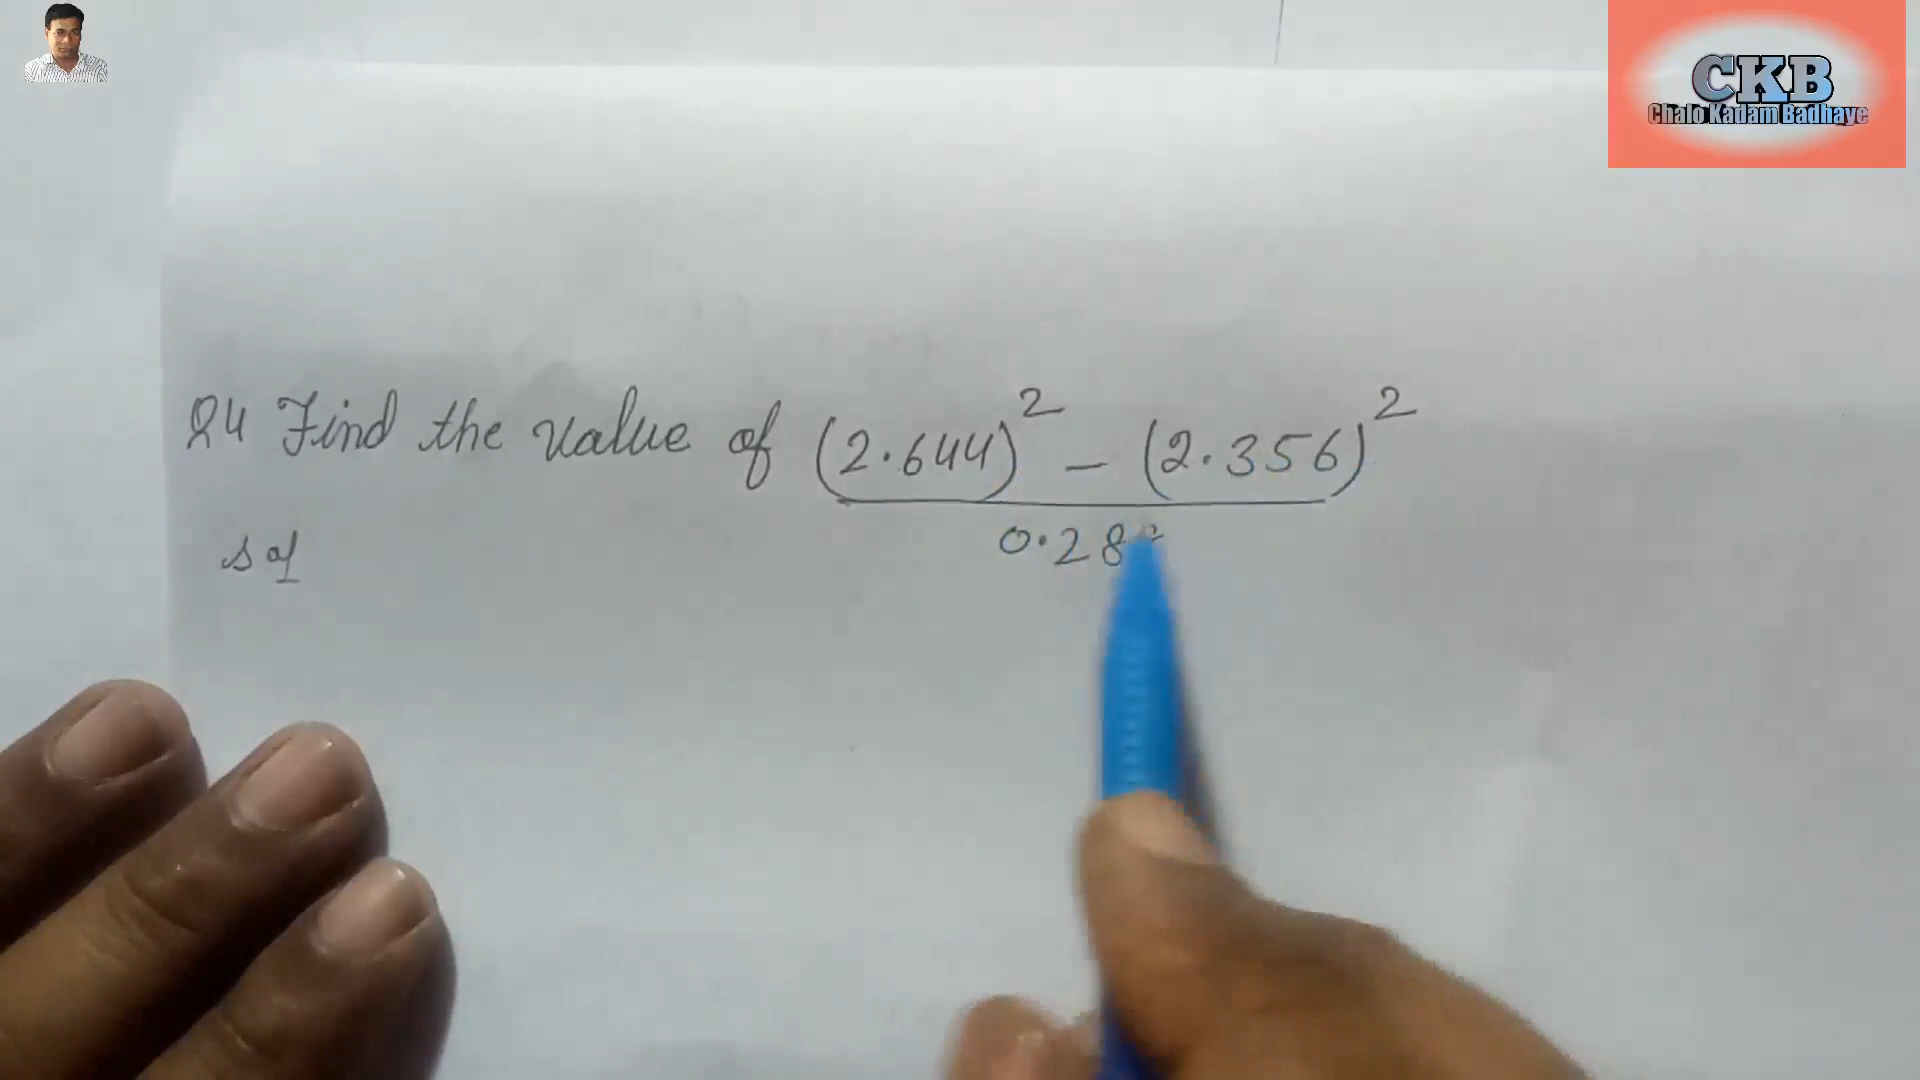 CKB
Chalo Kadam Badhaye
Q4 Find the value of (2.644)² - (2.356)²
0.28
Sol